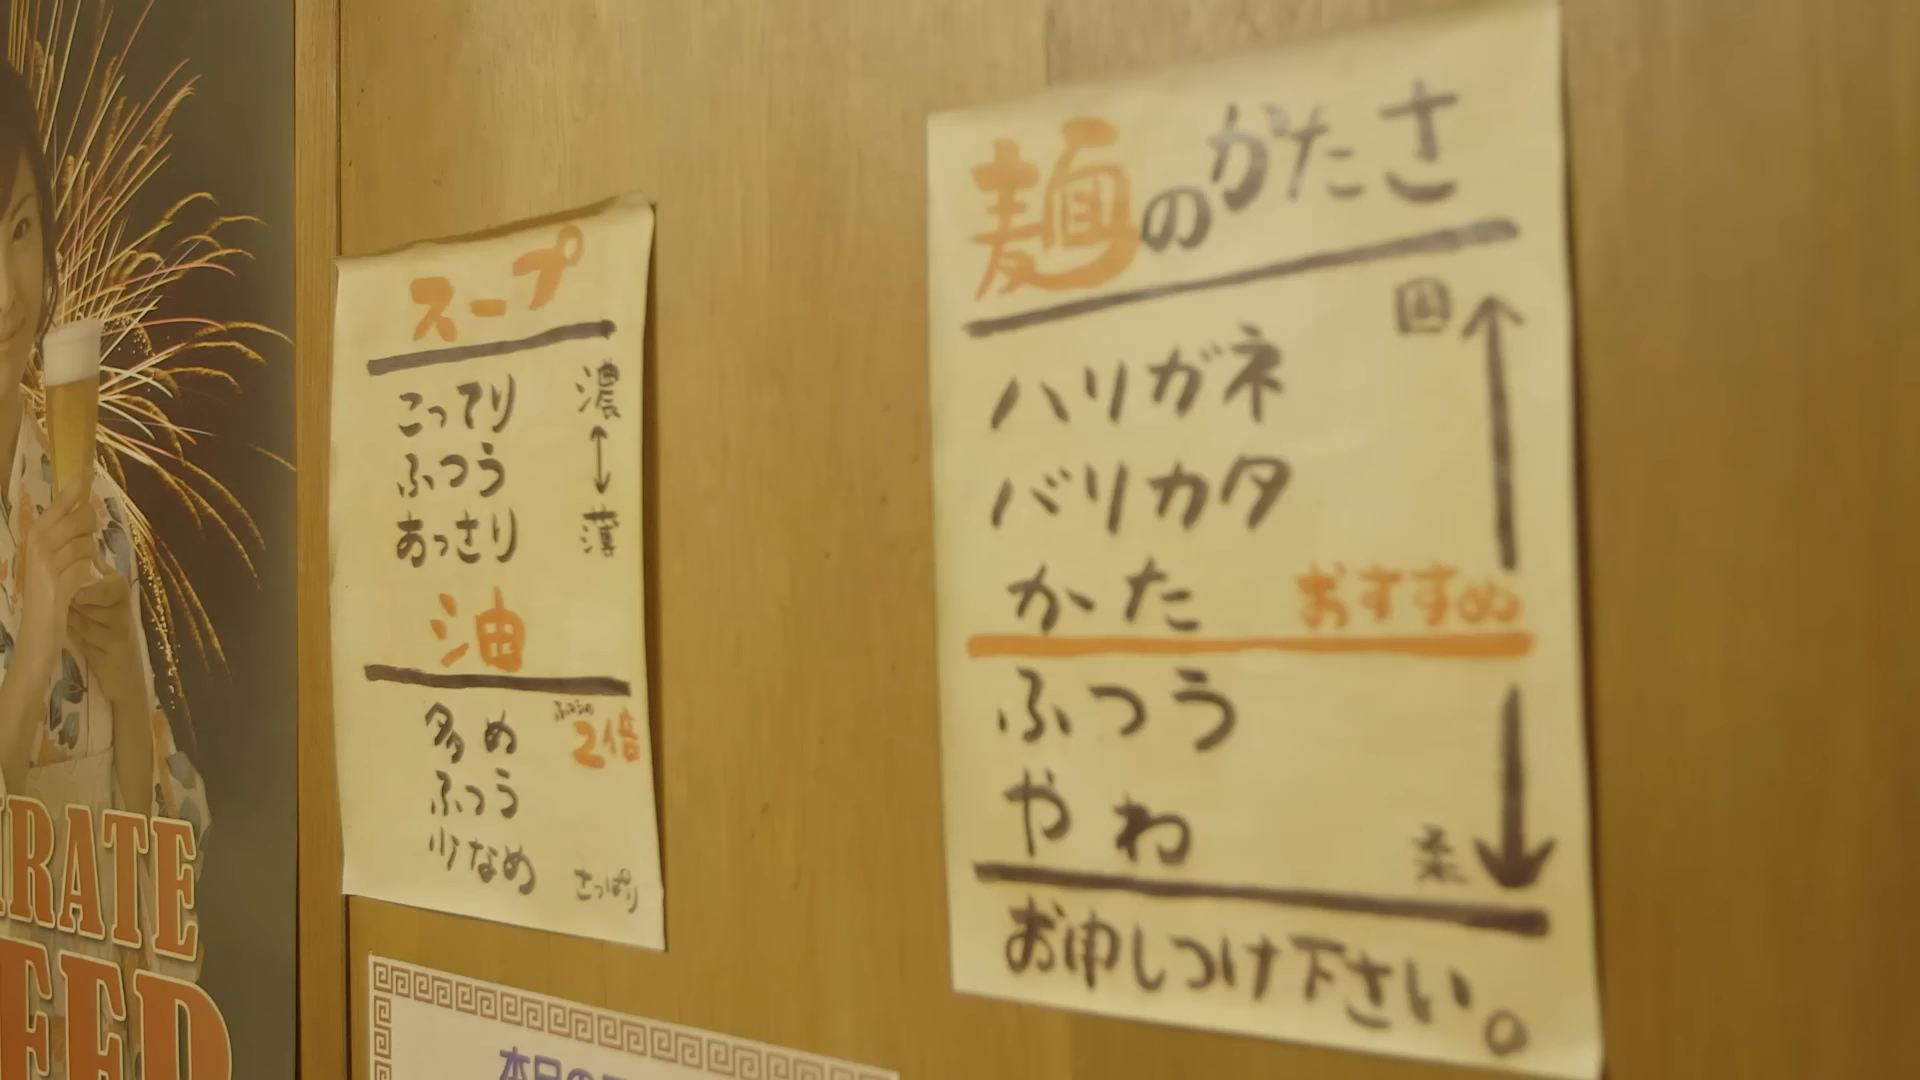 スープ
こってり 濃
ふつう
あっさり 薄
油
多め ふつうの2倍
ふつう
少なめ さっぱり
麺のかたさ
固
ハリガネ
バリカタ
かた おすすめ
ふつう
やわ 柔
お申しつけ下さい。
本日の